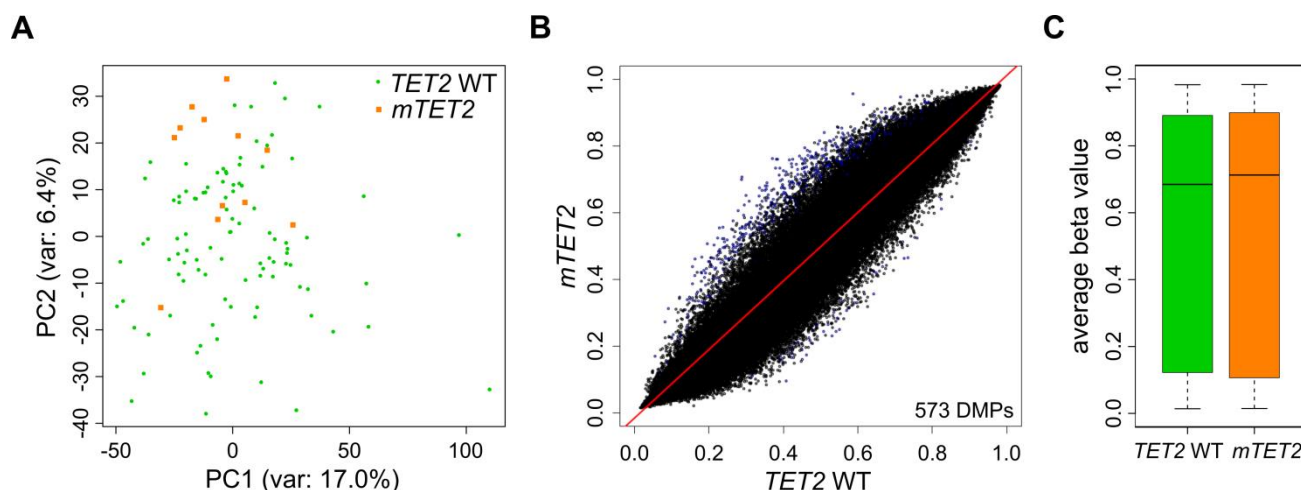 A
TET2 WT
mTET2
PC2 (var: 6.4%)
30
20
10
0
-10
-20
-30
-40
-50
0
50
100
PC1 (var: 17.0%)
B
mTET2
1.0
0.8
0.6
0.4
0.2
0.0
573 DMPs
0.0
0.2
0.4
0.6
0.8
1.0
TET2 WT
C
average beta value
1.0
0.8
0.6
0.4
0.2
0.0
TET2 WT
mTET2